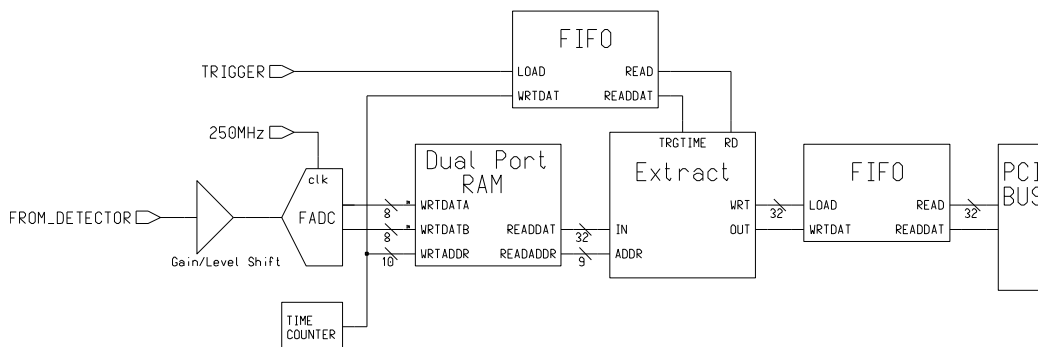 FIFO
TRIGGER
LOAD
READ
WRTDAT
READDAT
250MHz
TRGTIME
RD
Dual Port
RAM
Extract
FIFO
PCI
BUS
clk
FADC
WRTDATA
8
FROM_DETECTOR
WRT
32
LOAD
READ
32
WRTDATB
8
READDAT
32
IN
OUT
WRTDAT
READDAT
WRTADDR
10
READADDR
9
ADDR
Gain/Level Shift
TIME
COUNTER